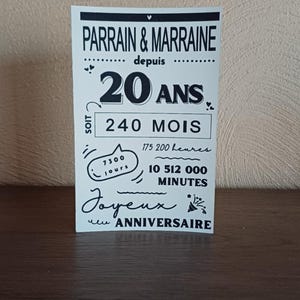 PARRAIN & MARRAINE
depuis
20 ANS
SOIT
240 MOIS
175 200 heures
7300
jours
10 512 000
MINUTES
Joyeux
ANNIVERSAIRE